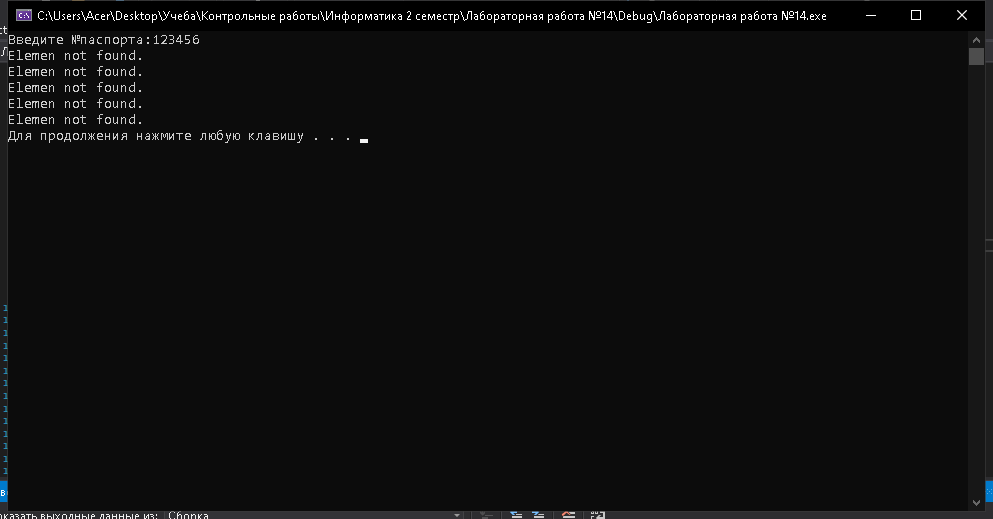 C:\Users\Acer\Desktop\Учеба\Контрольные работы\Информатика 2 семестр\Лабораторная работа №14\Debug\Лабораторная работа №14.exe
Введите №паспорта:123456
Elemen not found.
Elemen not found.
Elemen not found.
Elemen not found.
Elemen not found.
Для продолжения нажмите любую клавишу . . .
оказать выходные данные из: Сборка